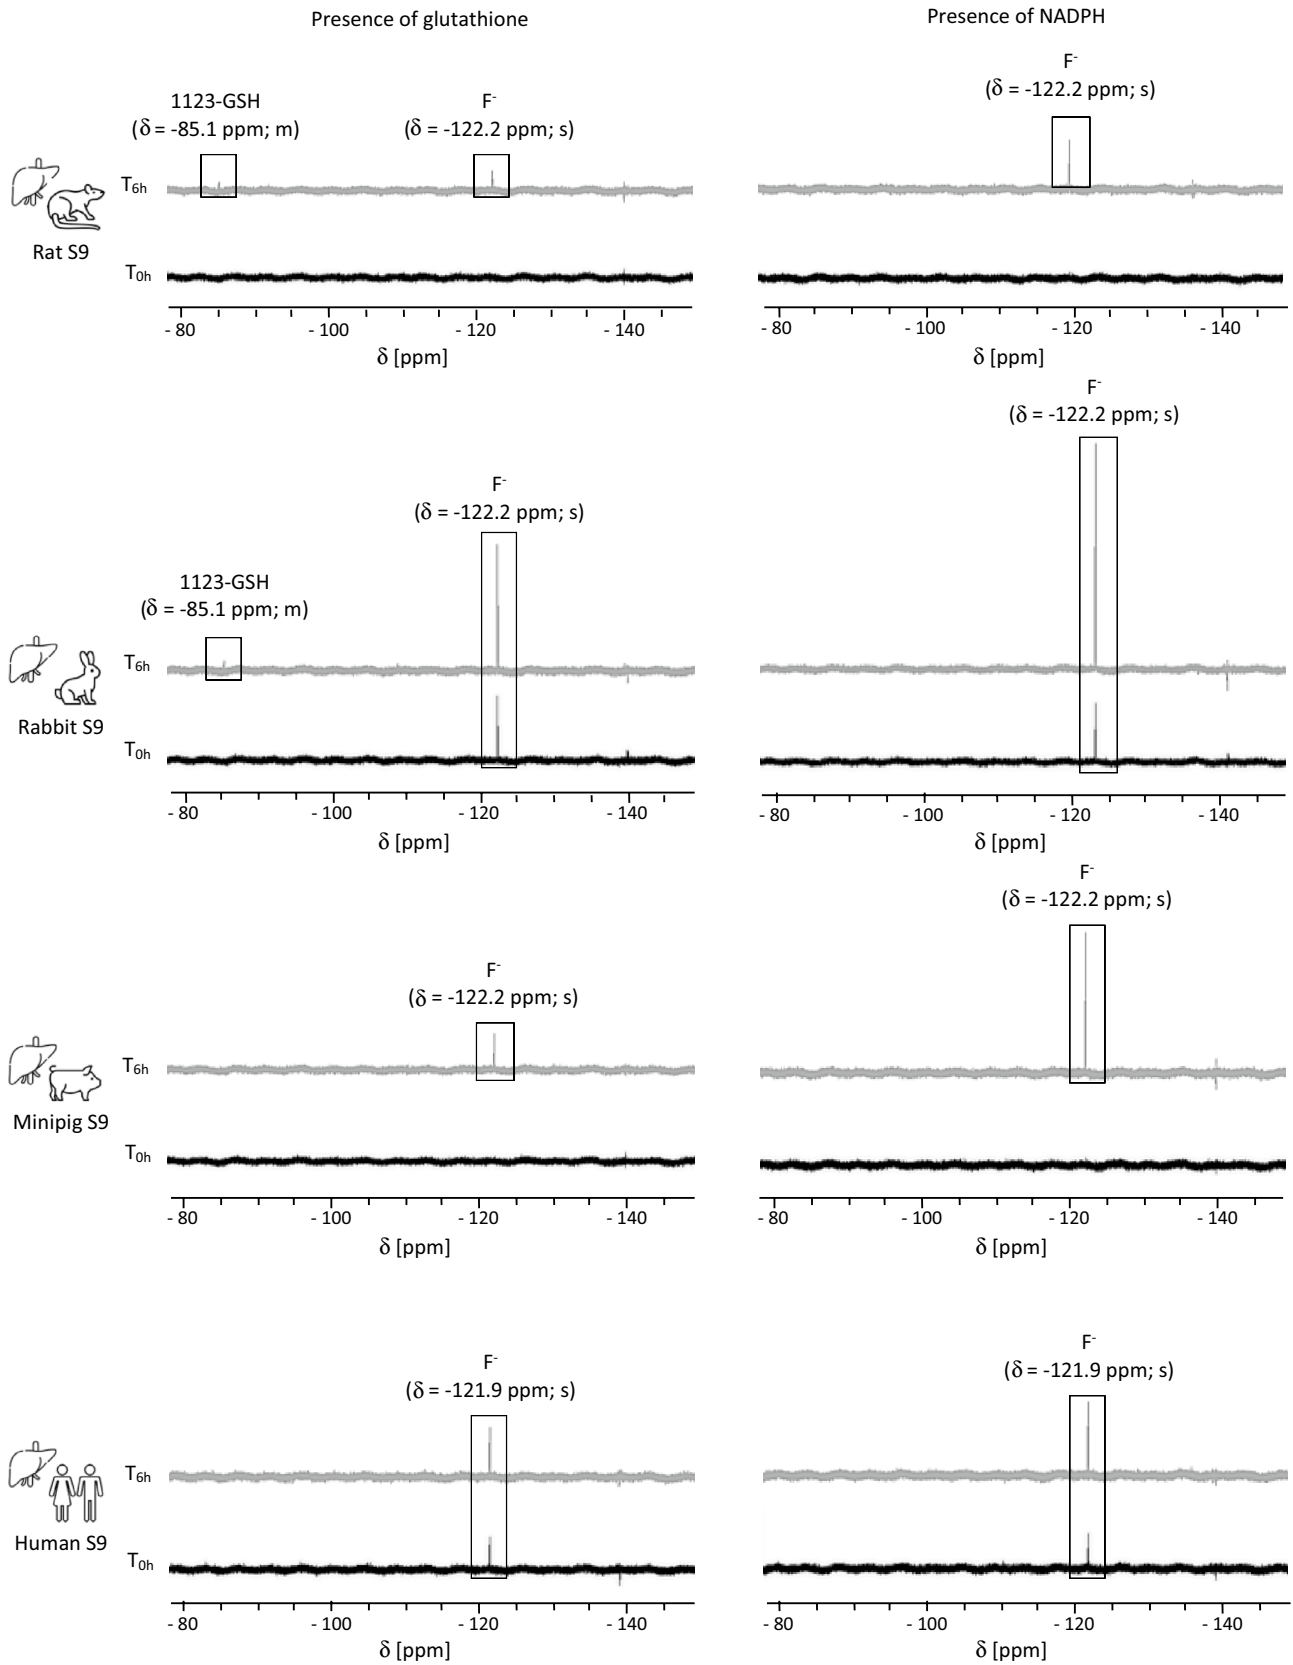 Presence of glutathione
Presence of NADPH
1123-GSH
(δ = -85.1 ppm; m)
F-
(δ = -122.2 ppm; s)
F-
(δ = -122.2 ppm; s)
T6h
Rat S9
T0h
- 80 - 100 - 120 - 140
δ [ppm]
- 80 - 100 - 120 - 140
δ [ppm]
1123-GSH
(δ = -85.1 ppm; m)
F-
(δ = -122.2 ppm; s)
F-
(δ = -122.2 ppm; s)
T6h
Rabbit S9
T0h
- 80 - 100 - 120 - 140
δ [ppm]
- 80 - 100 - 120 - 140
δ [ppm]
F-
(δ = -122.2 ppm; s)
F-
(δ = -122.2 ppm; s)
T6h
Minipig S9
T0h
- 80 - 100 - 120 - 140
δ [ppm]
- 80 - 100 - 120 - 140
δ [ppm]
F-
(δ = -121.9 ppm; s)
F-
(δ = -121.9 ppm; s)
T6h
Human S9
T0h
- 80 - 100 - 120 - 140
δ [ppm]
- 80 - 100 - 120 - 140
δ [ppm]